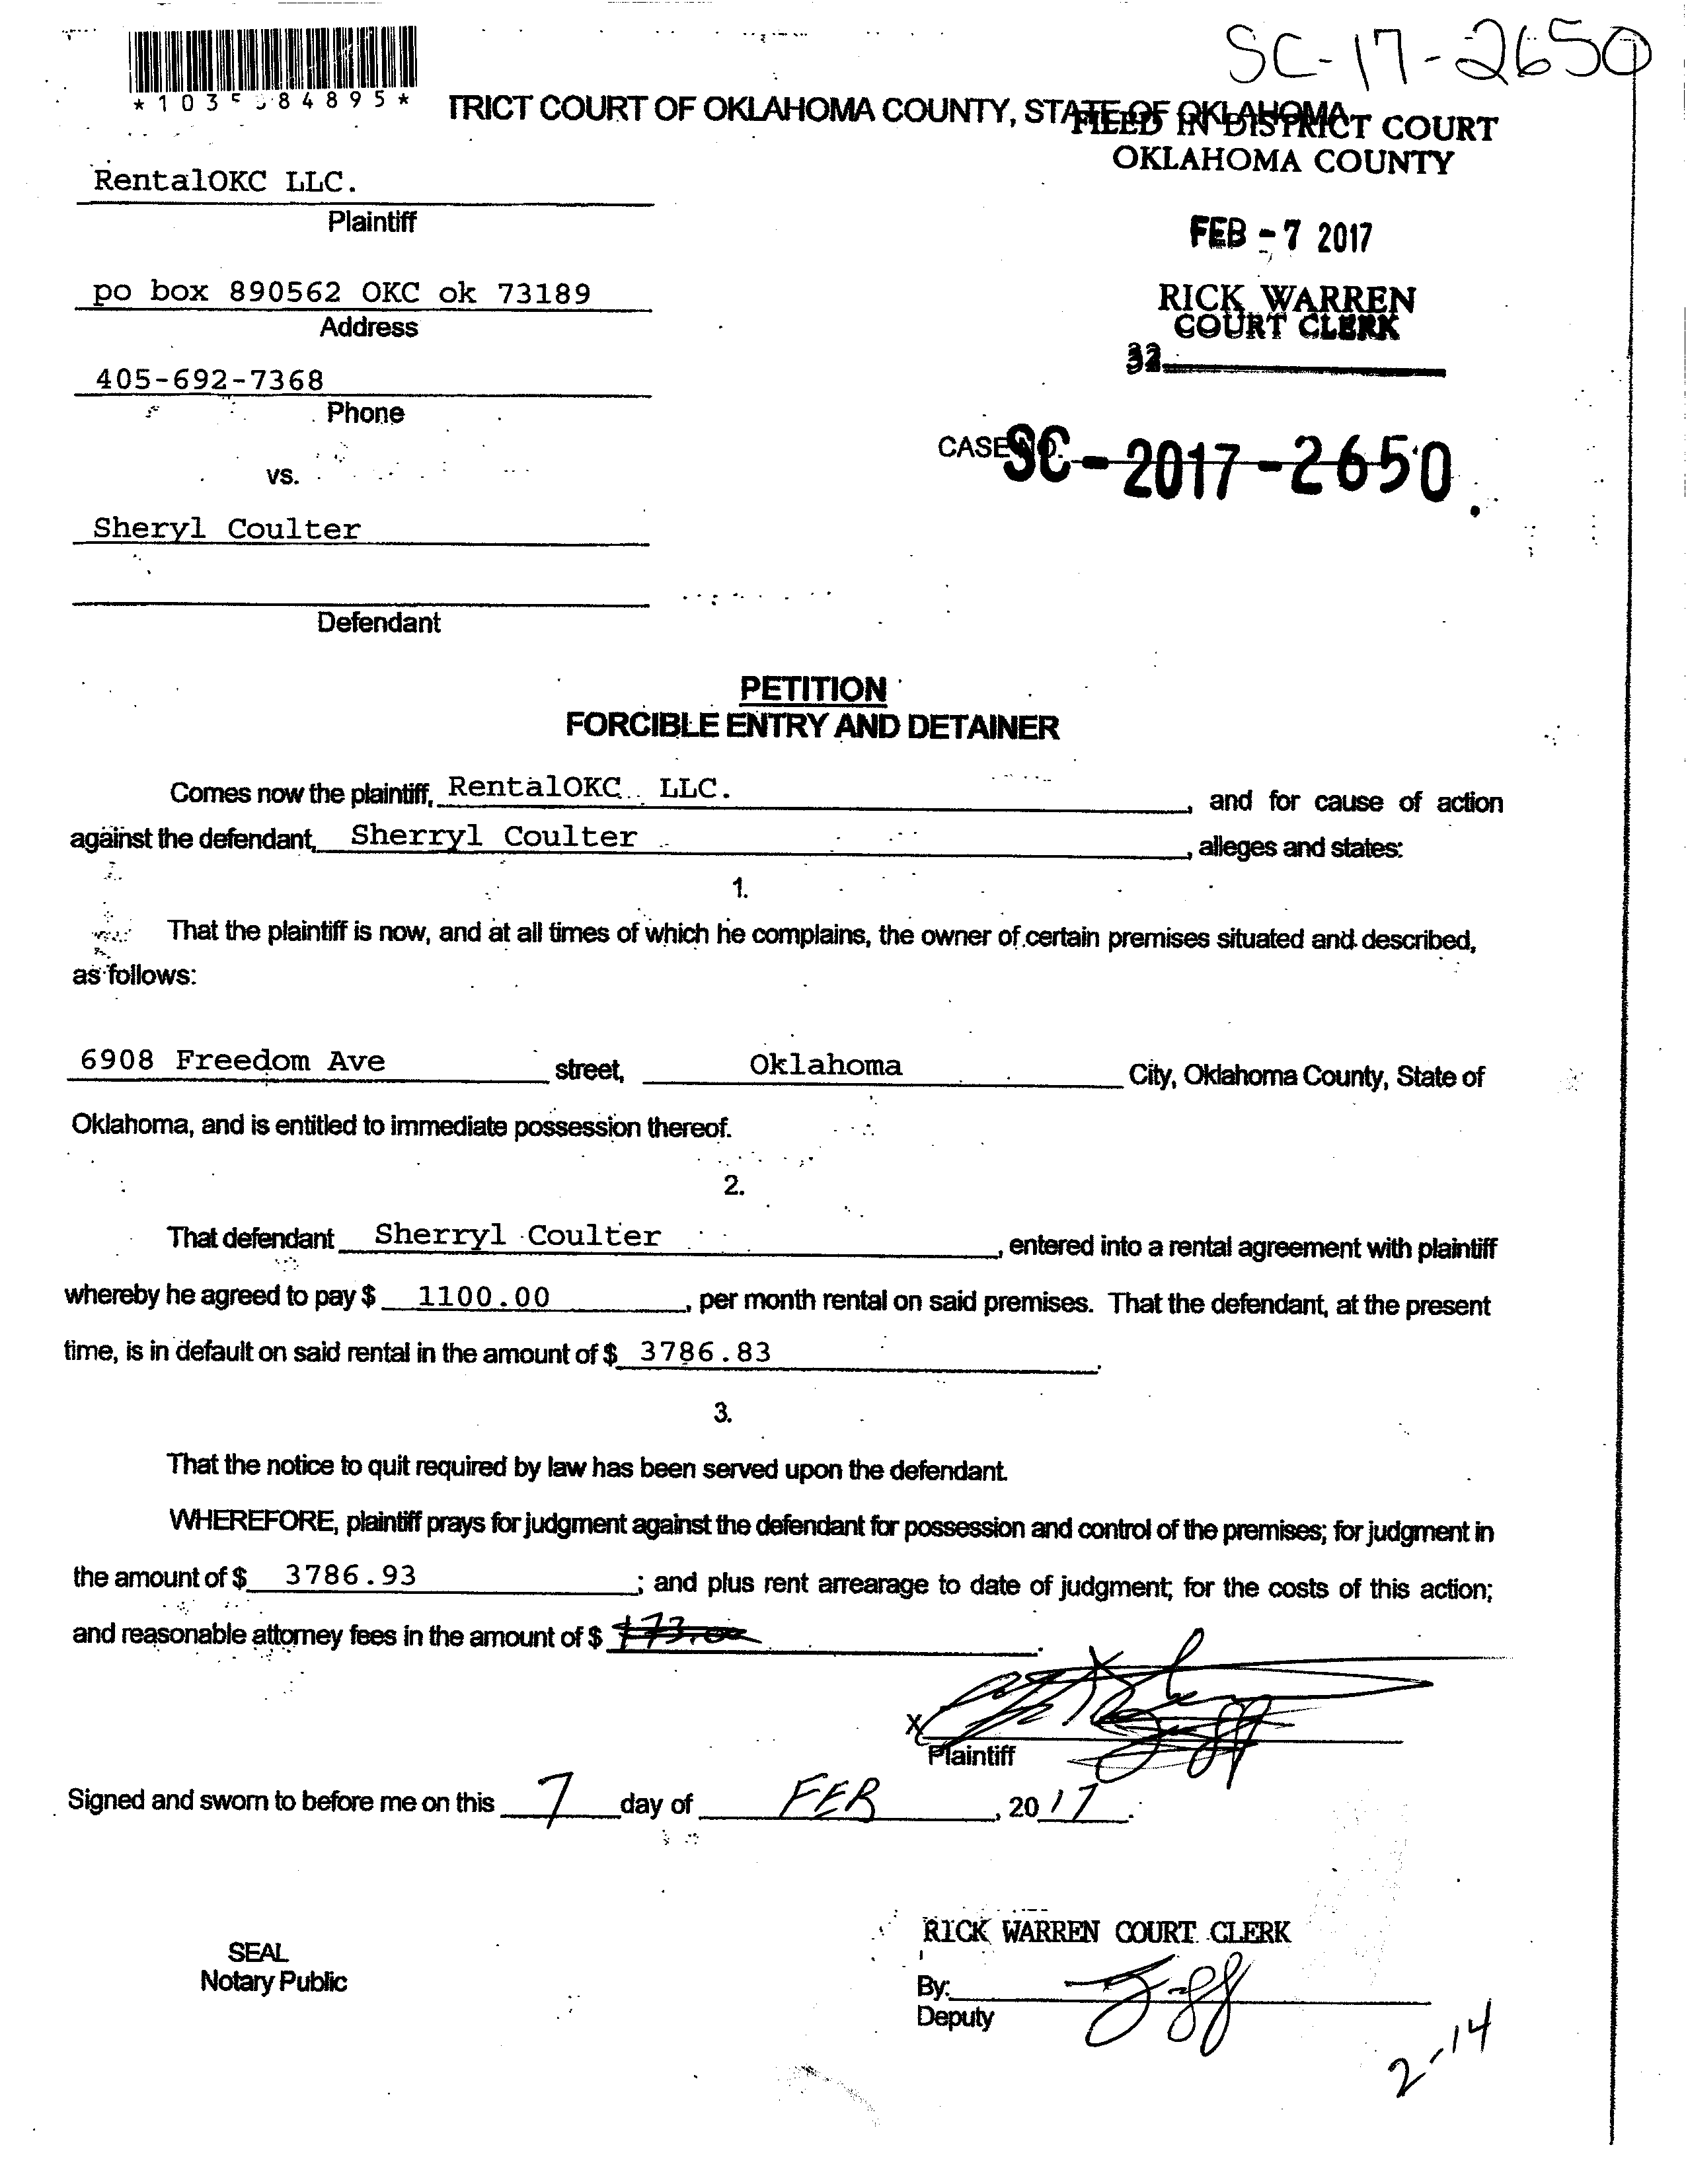 SC-17-2650
TRICT COURT OF OKLAHOMA COUNTY, STATE OF OKLAHOMA
FILED IN DISTRICT COURT
OKLAHOMA COUNTY
RentalOKC LLC.
Plaintiff
FEB -7 2017
po box 890562 OKC ok 73189
Address
RICK WARREN
COURT CLERK
405-692-7368
Phone
CASE NO. SC-2017-2650
vs.
Sheryl Coulter
Defendant
PETITION
FORCIBLE ENTRY AND DETAINER
Comes now the plaintiff, RentalOKC LLC. , and for cause of action
against the defendant, Sherryl Coulter , alleges and states:
1.
That the plaintiff is now, and at all times of which he complains, the owner of certain premises situated and described,
as follows:
6908 Freedom Ave street, Oklahoma City, Oklahoma County, State of
Oklahoma, and is entitled to immediate possession thereof.
2.
That defendant Sherryl Coulter , entered into a rental agreement with plaintiff
whereby he agreed to pay $ 1100.00 , per month rental on said premises. That the defendant, at the present
time, is in default on said rental in the amount of $ 3786.83 .
3.
That the notice to quit required by law has been served upon the defendant.
WHEREFORE, plaintiff prays for judgment against the defendant for possession and control of the premises; for judgment in
the amount of $ 3786.93 ; and plus rent arrearage to date of judgment; for the costs of this action;
and reasonable attorney fees in the amount of $ 173.00 .
X
Plaintiff
Signed and sworn to before me on this 7 day of FEB , 2017.
RICK WARREN COURT CLERK
SEAL
Notary Public
By:
Deputy
2-14